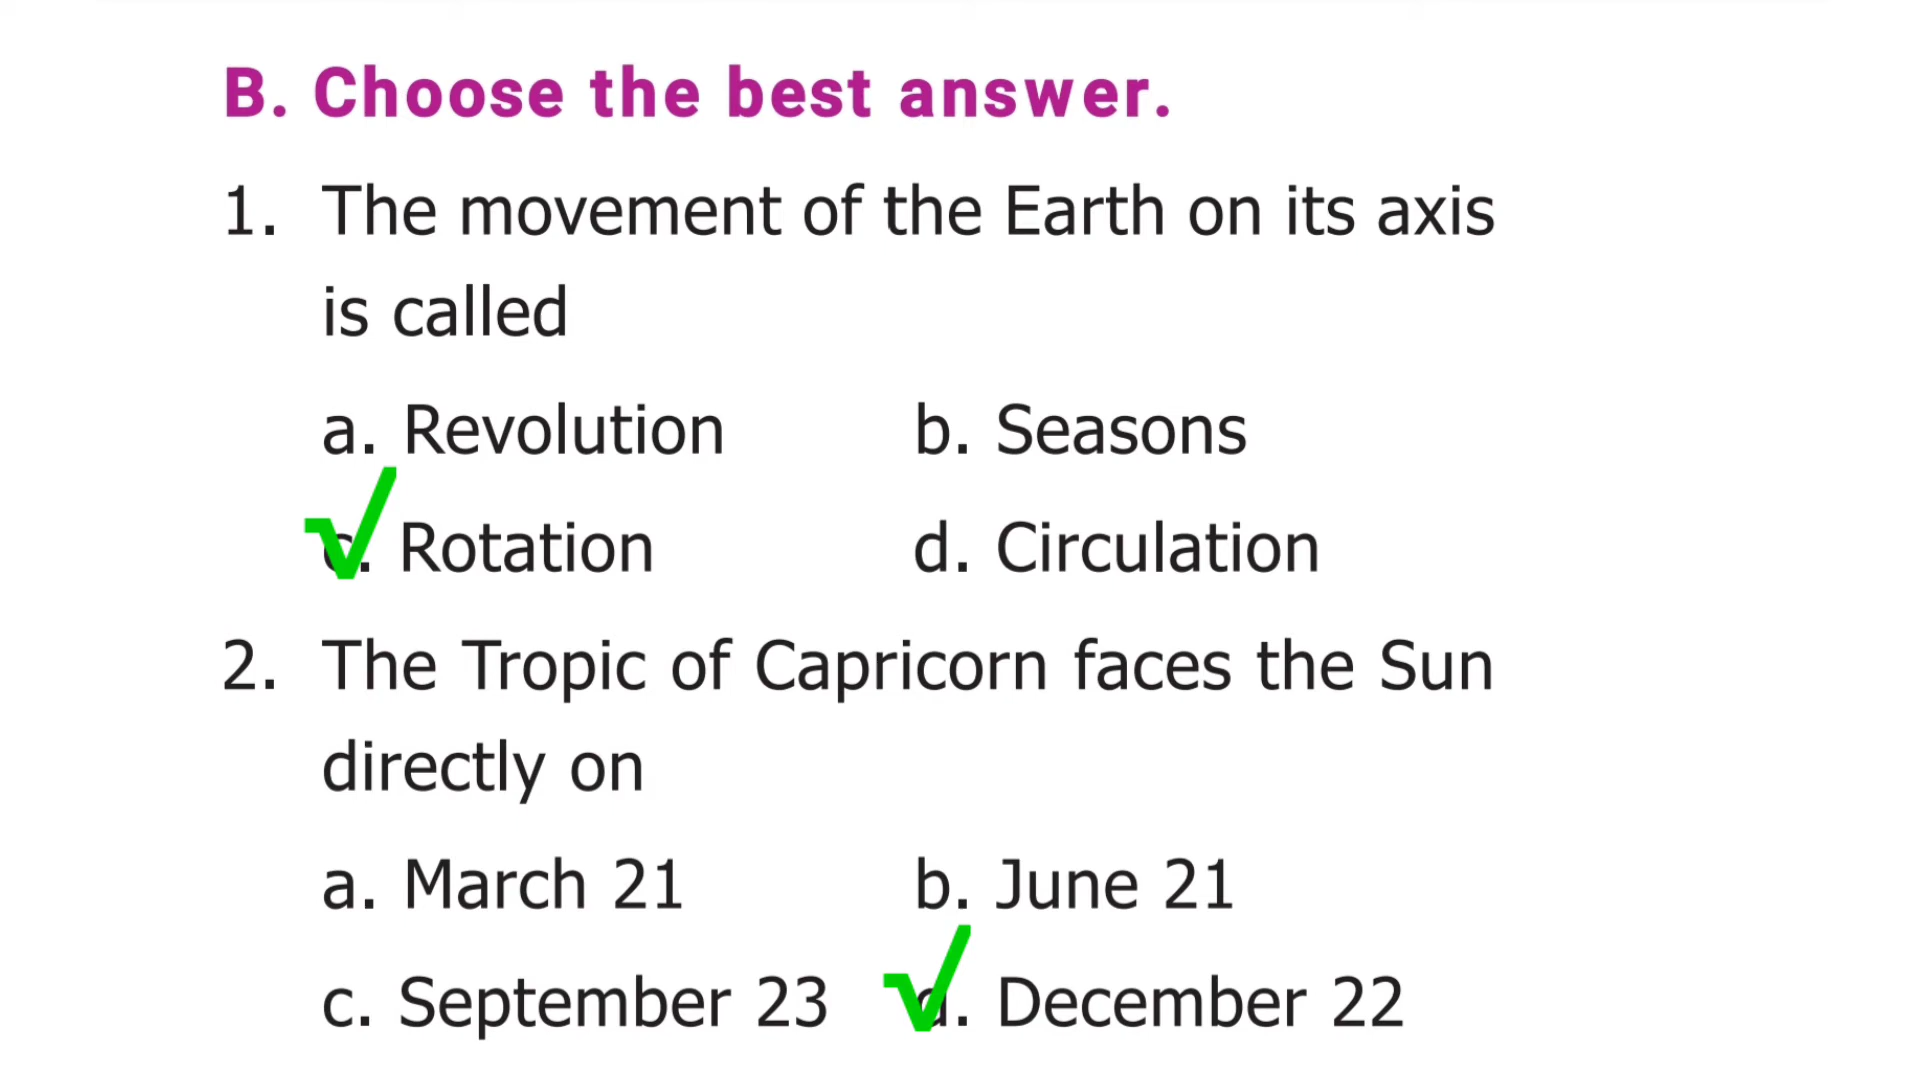 B. Choose the best answer.
1. The movement of the Earth on its axis
is called
a. Revolution b. Seasons
c. Rotation d. Circulation
2. The Tropic of Capricorn faces the Sun
directly on
a. March 21 b. June 21
c. September 23 d. December 22